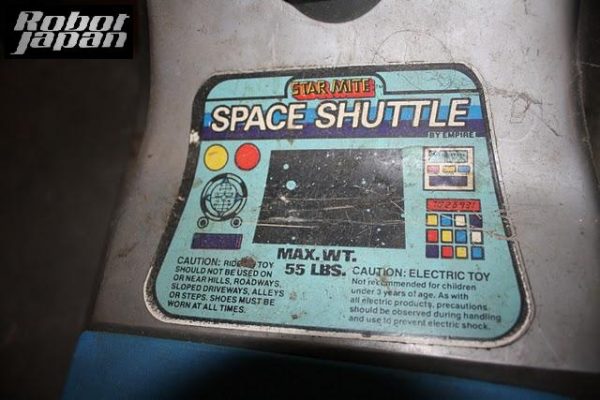 Robot
Japan
STAR MITE
SPACE SHUTTLE
BY EMPIRE
MAX. WT.
55 LBS.
CAUTION: RIDING TOY
SHOULD NOT BE USED ON
OR NEAR HILLS, ROADWAYS,
SLOPED DRIVEWAYS, ALLEYS
OR STEPS. SHOES MUST BE
WORN AT ALL TIMES.
CAUTION: ELECTRIC TOY
Not recommended for children
under 3 years of age. As with
all electric products, precautions
should be observed during handling
and use to prevent electric shock.